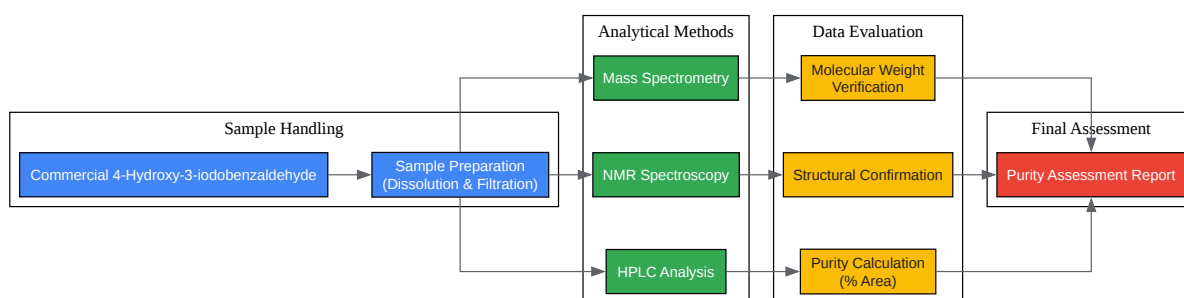 Analytical Methods
Data Evaluation
Mass Spectrometry
Molecular Weight
Verification
Sample Handling
Final Assessment
Commercial 4-Hydroxy-3-iodobenzaldehyde
Sample Preparation
(Dissolution & Filtration)
NMR Spectroscopy
Structural Confirmation
Purity Assessment Report
HPLC Analysis
Purity Calculation
(% Area)